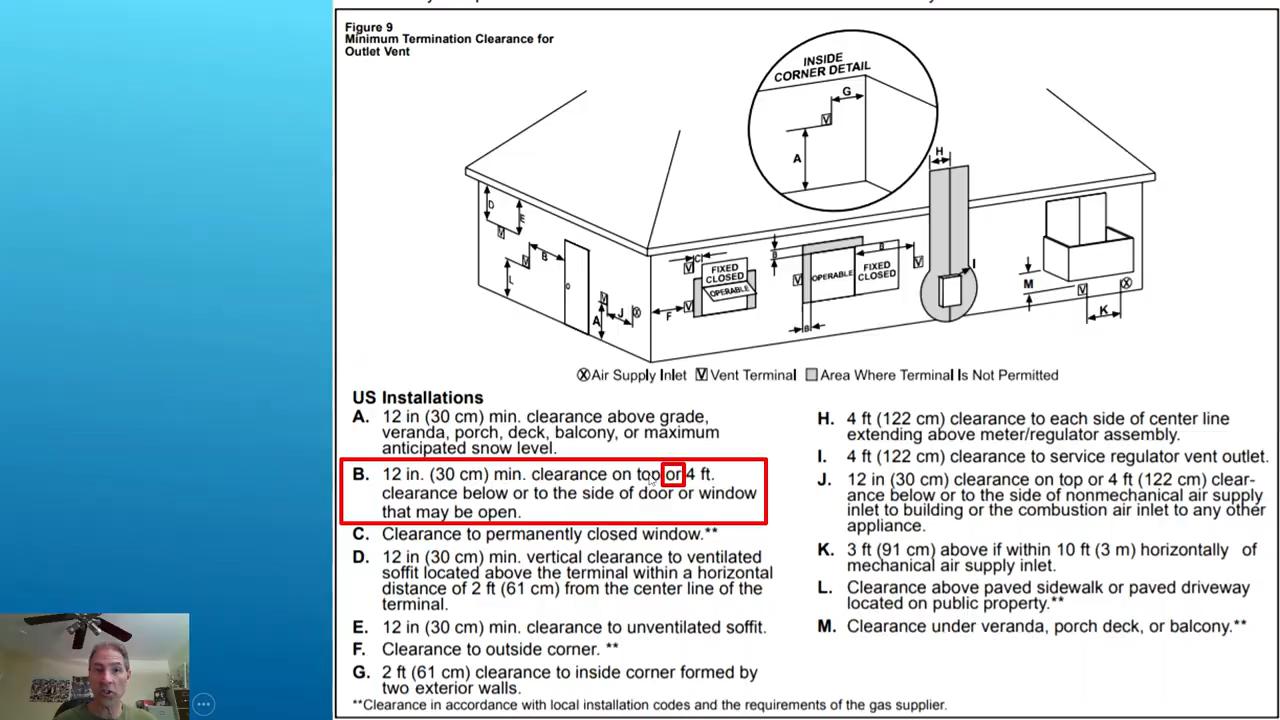 Figure 9
Minimum Termination Clearance for
Outlet Vent
INSIDE
CORNER DETAIL
G
V
A
H
D
E
V
B
V
L
V
J
A
C
V
FIXED
CLOSED
OPERABLE
V
F
B
B
V
OPERABLE
FIXED
CLOSED
V
B
I
M
V
X
K
X Air Supply Inlet V Vent Terminal Area Where Terminal Is Not Permitted
US Installations
A. 12 in (30 cm) min. clearance above grade,
veranda, porch, deck, balcony, or maximum
anticipated snow level.
B. 12 in. (30 cm) min. clearance on top or 4 ft.
clearance below or to the side of door or window
that may be open.
C. Clearance to permanently closed window.**
D. 12 in (30 cm) min. vertical clearance to ventilated
soffit located above the terminal within a horizontal
distance of 2 ft (61 cm) from the center line of the
terminal.
E. 12 in (30 cm) min. clearance to unventilated soffit.
F. Clearance to outside corner. **
G. 2 ft (61 cm) clearance to inside corner formed by
two exterior walls.
H. 4 ft (122 cm) clearance to each side of center line
extending above meter/regulator assembly.
I. 4 ft (122 cm) clearance to service regulator vent outlet.
J. 12 in (30 cm) clearance on top or 4 ft (122 cm) clear-
ance below or to the side of nonmechanical air supply
inlet to building or the combustion air inlet to any other
appliance.
K. 3 ft (91 cm) above if within 10 ft (3 m) horizontally of
mechanical air supply inlet.
L. Clearance above paved sidewalk or paved driveway
located on public property.**
M. Clearance under veranda, porch deck, or balcony.**
**Clearance in accordance with local installation codes and the requirements of the gas supplier.